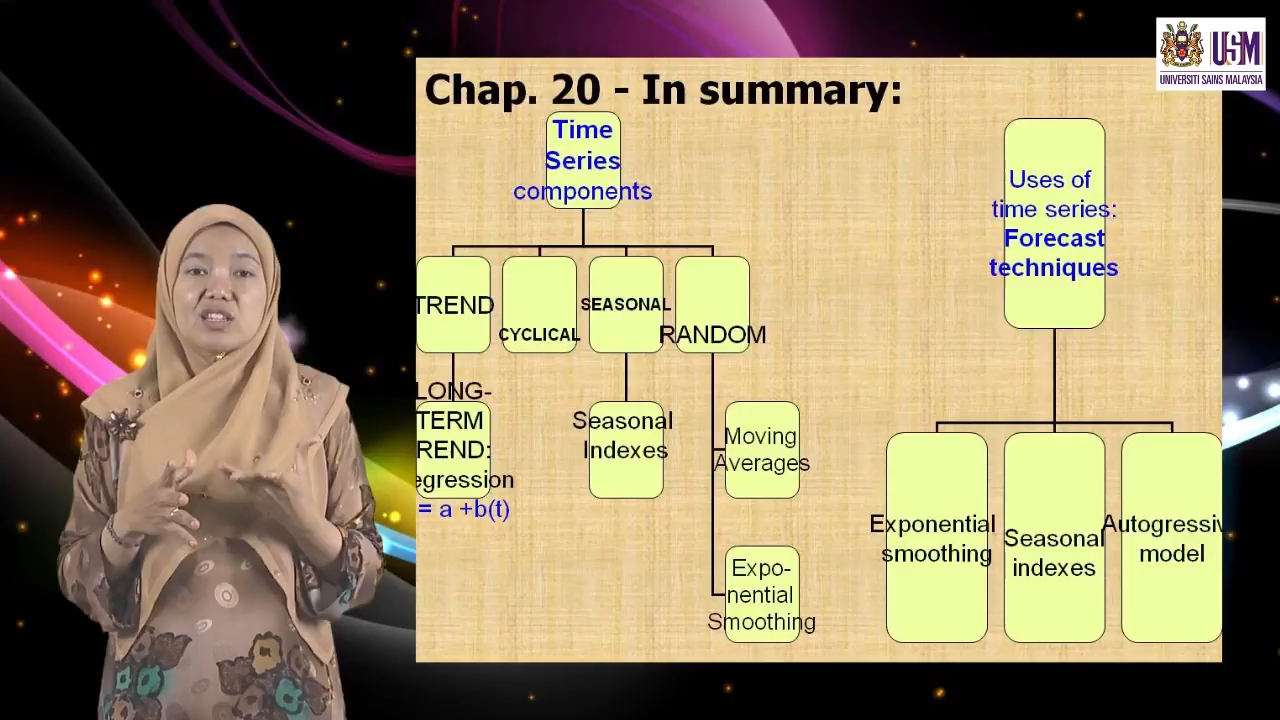 USM
UNIVERSITI SAINS MALAYSIA
Chap. 20 - In summary:
Time
Series
components
TREND
CYCLICAL
SEASONAL
RANDOM
LONG-
TERM
REND:
egression
= a +b(t)
Seasonal
Indexes
Moving
Averages
Expo-
nential
Smoothing
Uses of
time series:
Forecast
techniques
Exponential
smoothing
Seasonal
indexes
Autogressiv
model